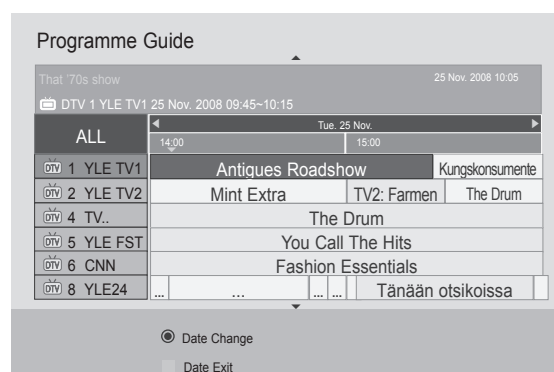 Programme Guide
That '70s show 25 Nov. 2008 10:05
DTV 1 YLE TV1 25 Nov. 2008 09:45~10:15
ALL
Tue. 25 Nov.
14:00 15:00
DTV 1 YLE TV1 Antigues Roadshow Kungskonsumente
DTV 2 YLE TV2 Mint Extra TV2: Farmen The Drum
DTV 4 TV.. The Drum
DTV 5 YLE FST You Call The Hits
DTV 6 CNN Fashion Essentials
DTV 8 YLE24 ... ... ... ... Tänään otsikoissa
Date Change
Date Exit